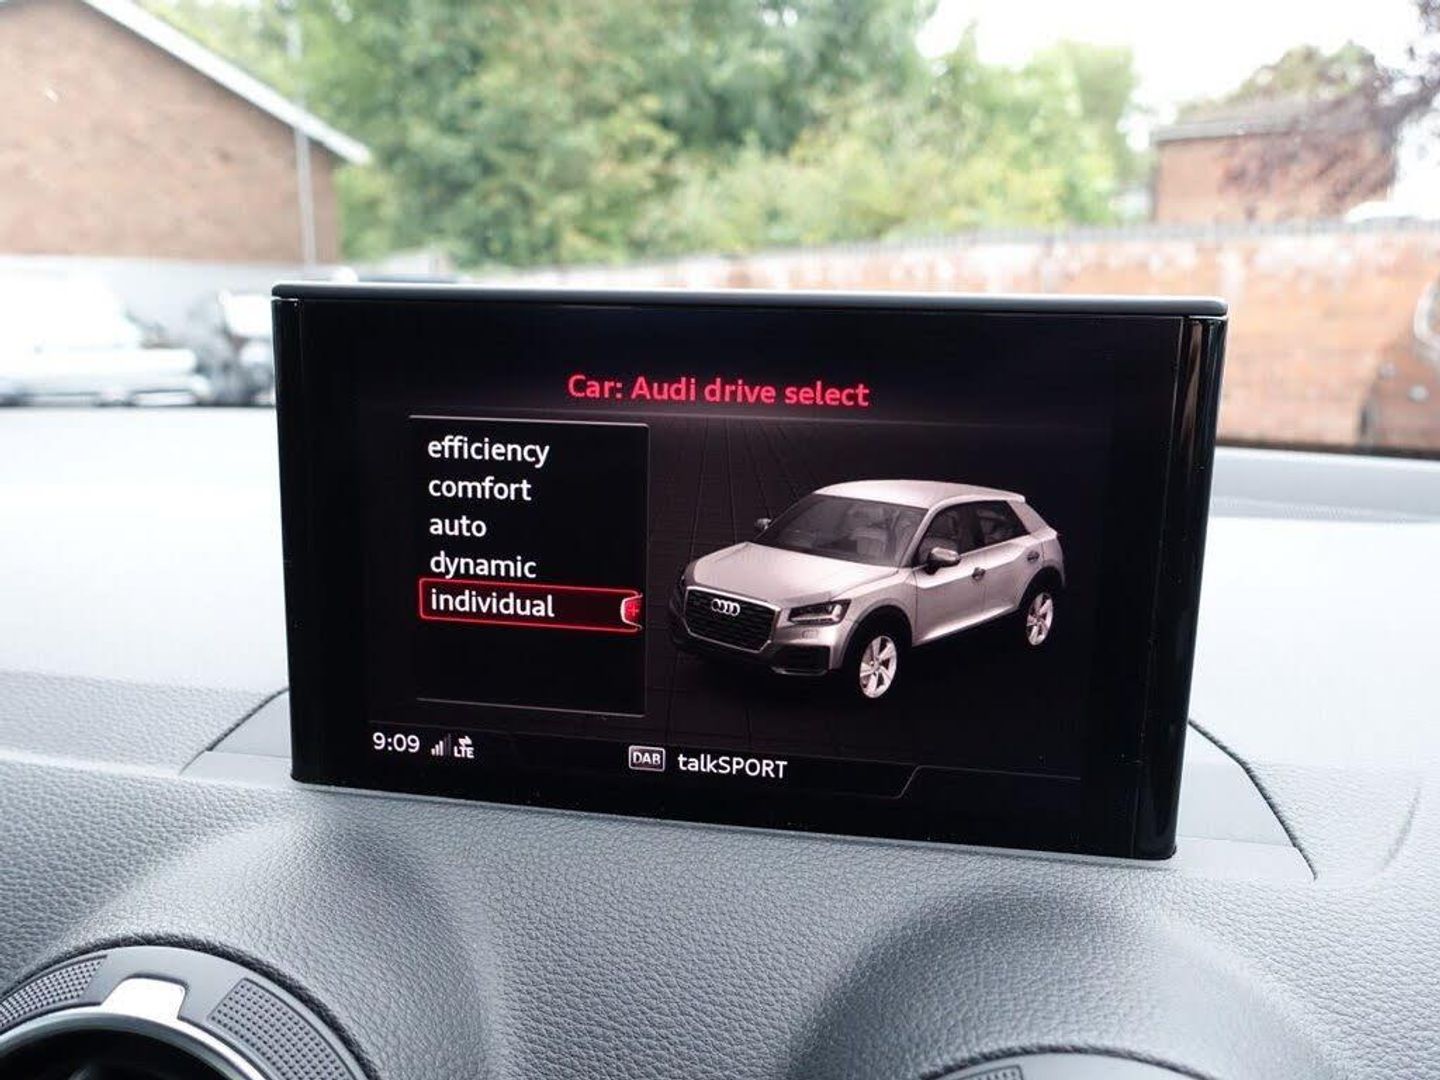 Car: Audi drive select
efficiency
comfort
auto
dynamic
individual
9:09 LTE DAB talkSPORT